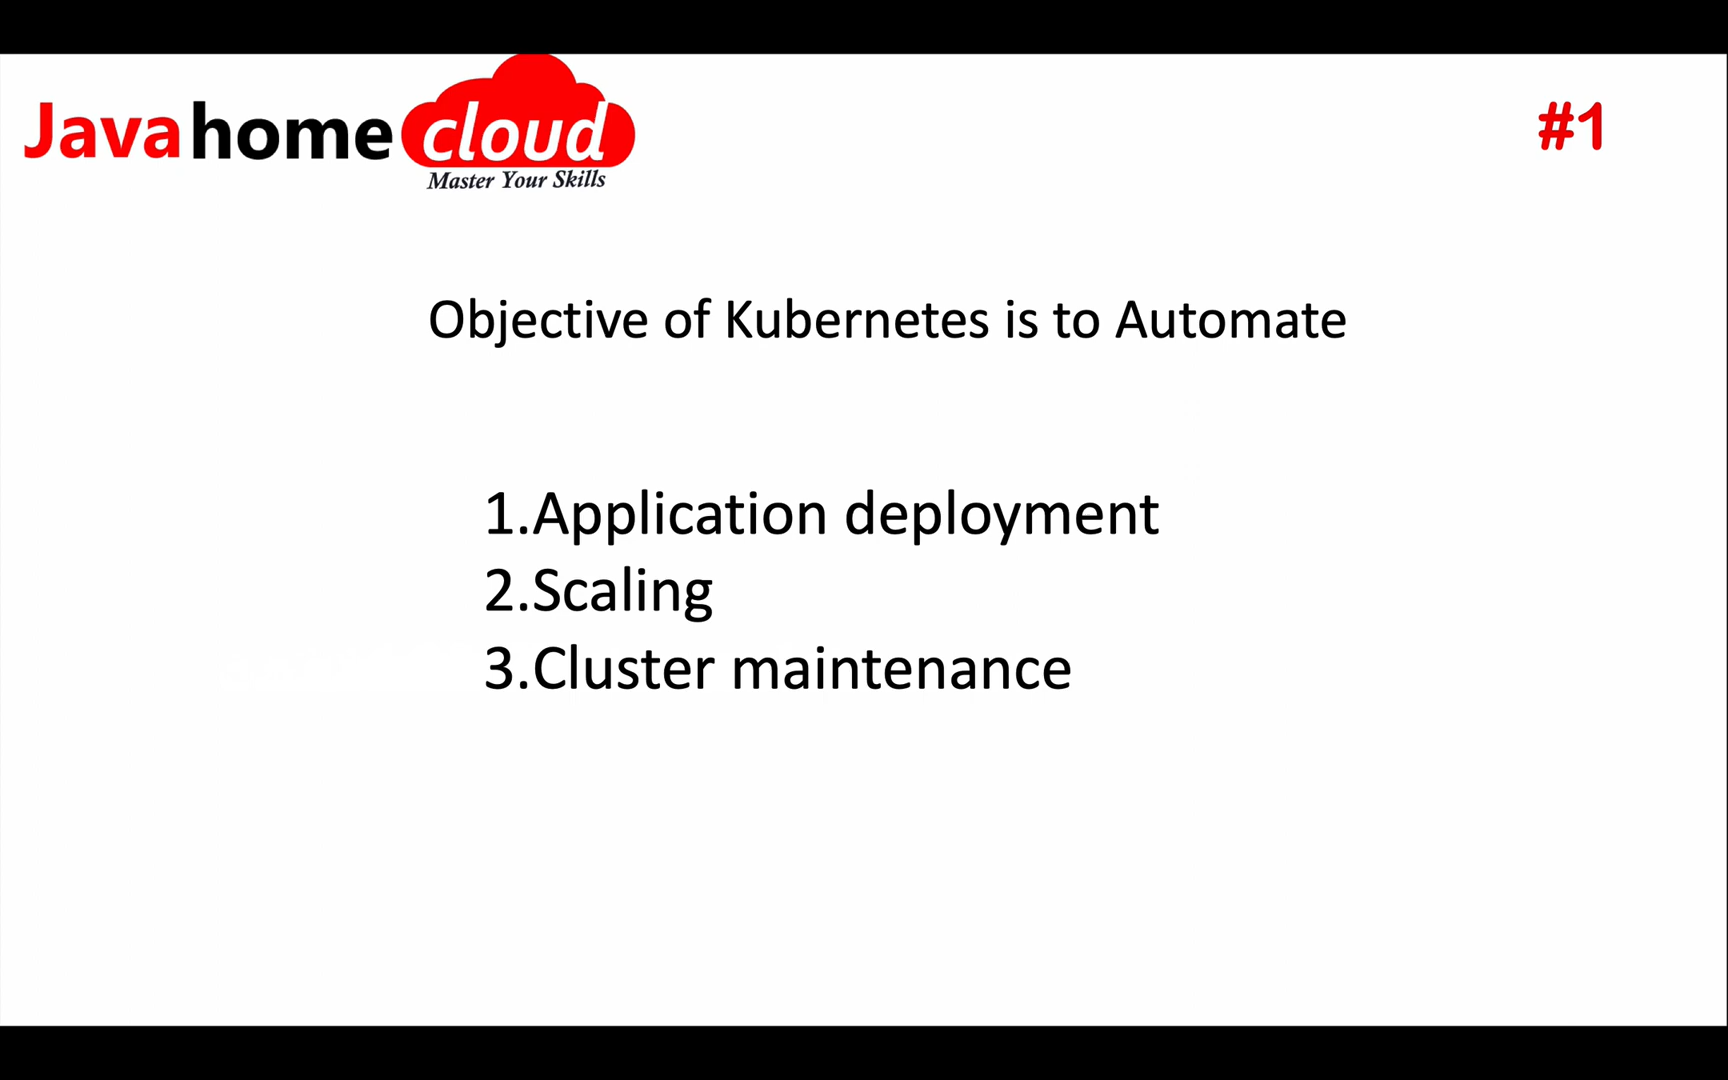 Javahome cloud
Master Your Skills
#1
Objective of Kubernetes is to Automate
1.Application deployment
2.Scaling
3.Cluster maintenance